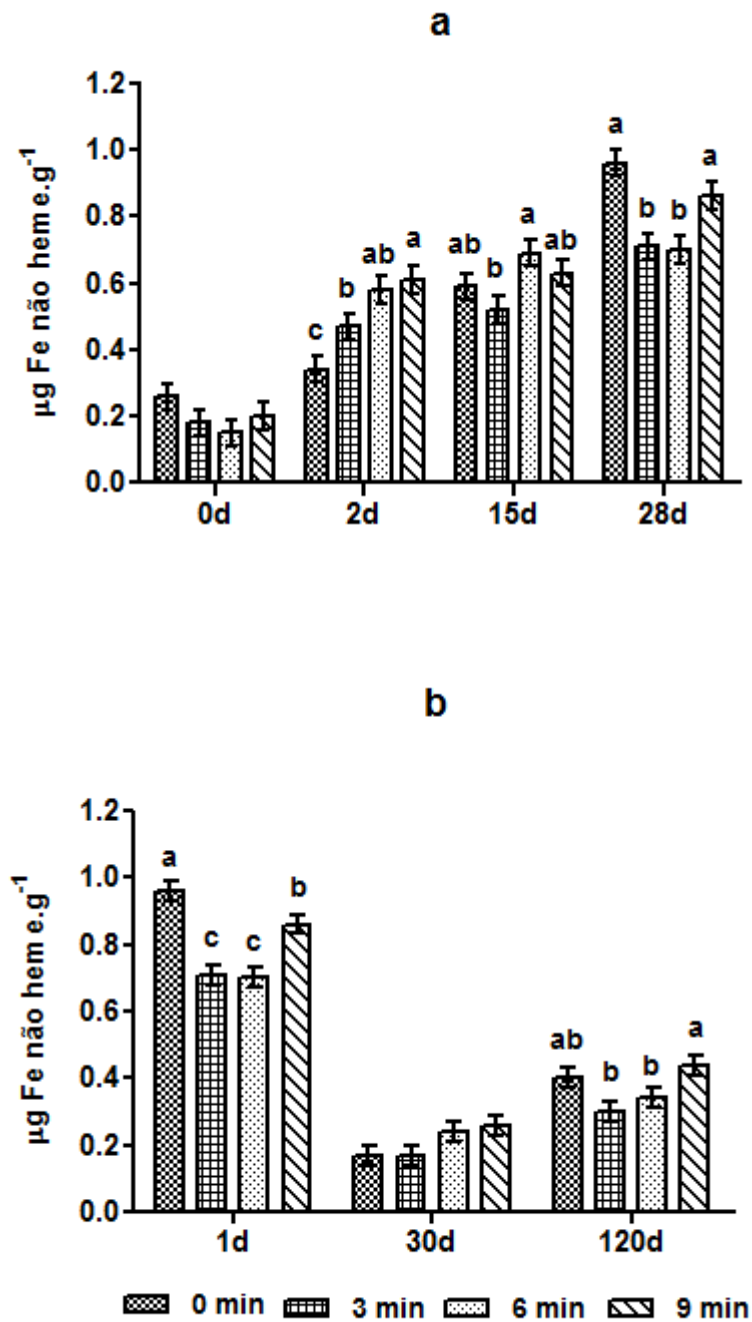 a
µg Fe não heme.g-1
1.2
1.0
0.8
0.6
0.4
0.2
0.0
c
b
ab
a
ab
b
a
ab
a
b
b
a
0d
2d
15d
28d
b
µg Fe não heme.g-1
1.2
1.0
0.8
0.6
0.4
0.2
0.0
a
c
c
b
ab
b
b
a
1d
30d
120d
0 min
3 min
6 min
9 min